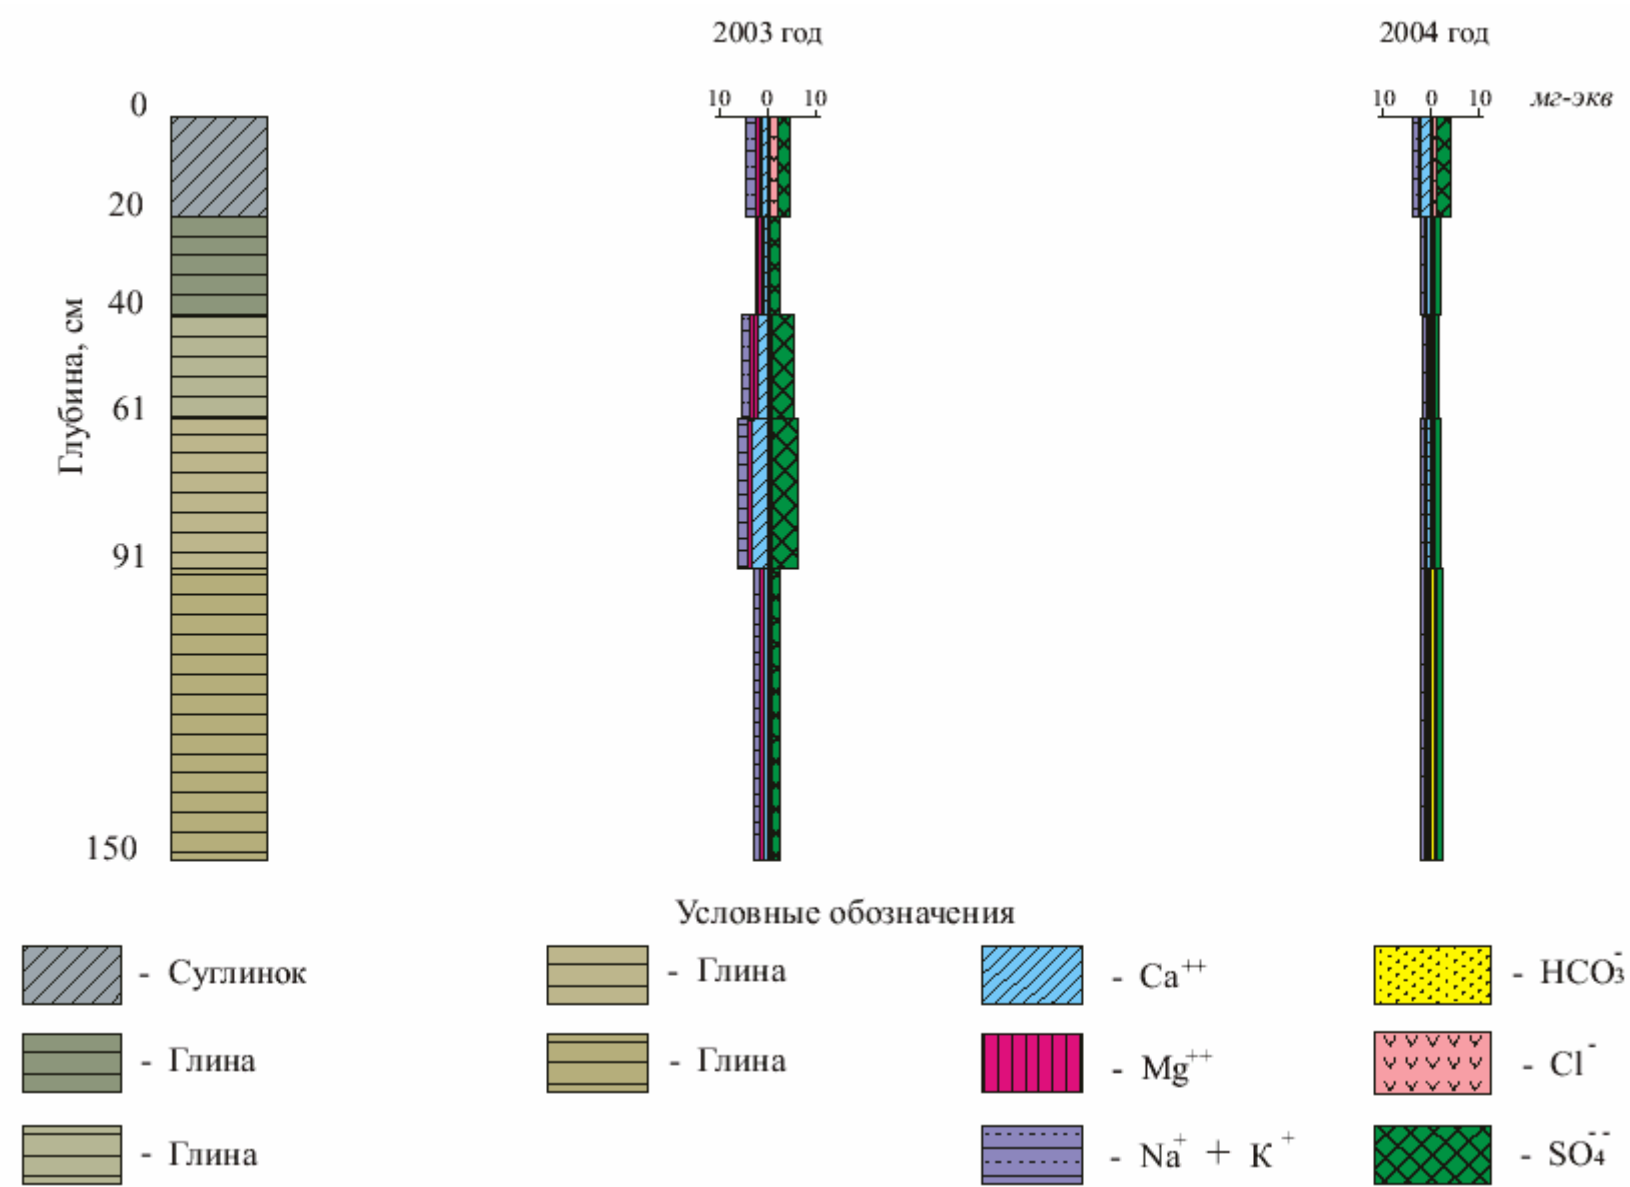 2003 год
2004 год
10 0 10
10 0 10 мг-экв
0
20
40
61
91
150
Глубина, см
Условные обозначения
- Суглинок
- Глина
- Ca++
- HCO3-
- Глина
- Глина
- Mg++
- Cl-
- Глина
- Na+ + K+
- SO4--